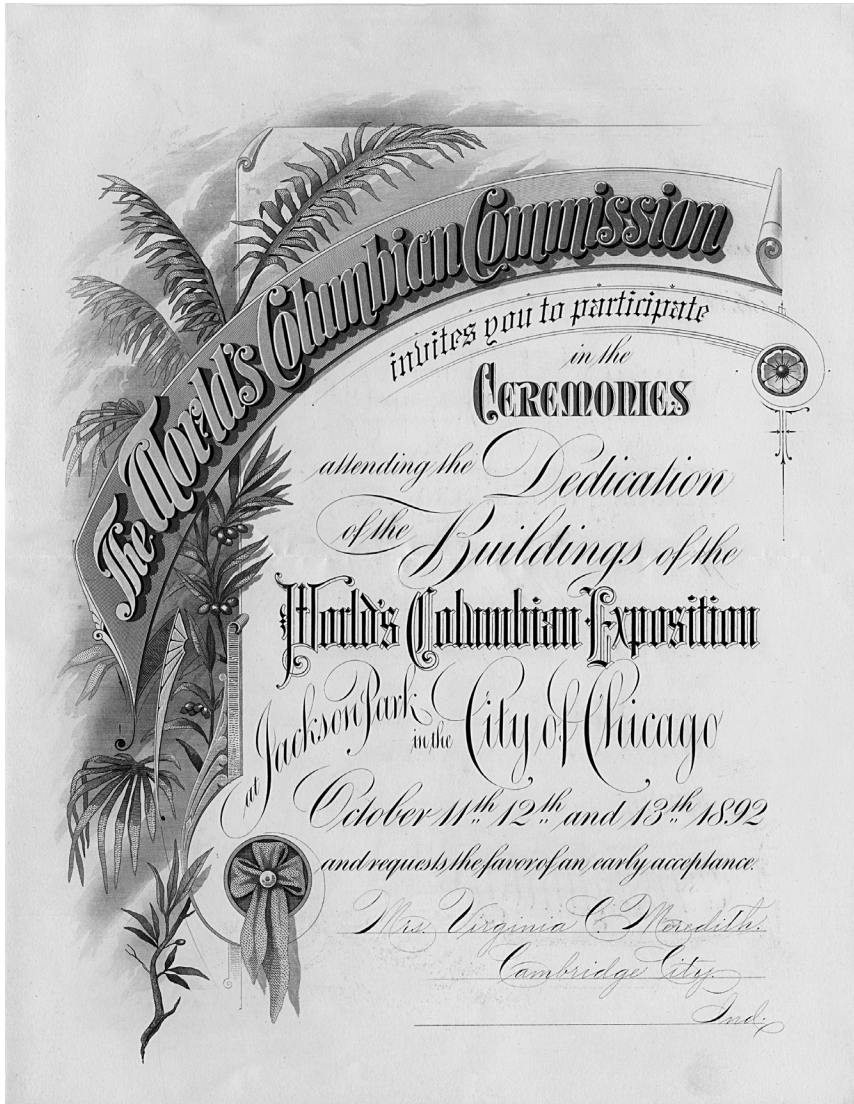 The World's Columbian Commission
invites you to participate
in the
CEREMONIES
attending the Dedication
of the Buildings of the
World's Columbian Exposition
at Jackson Park in the City of Chicago
October 11th 12th and 13th 1892
and requests the favor of an early acceptance.
Mrs. Virginia C. Meredith.
Cambridge City
Ind.